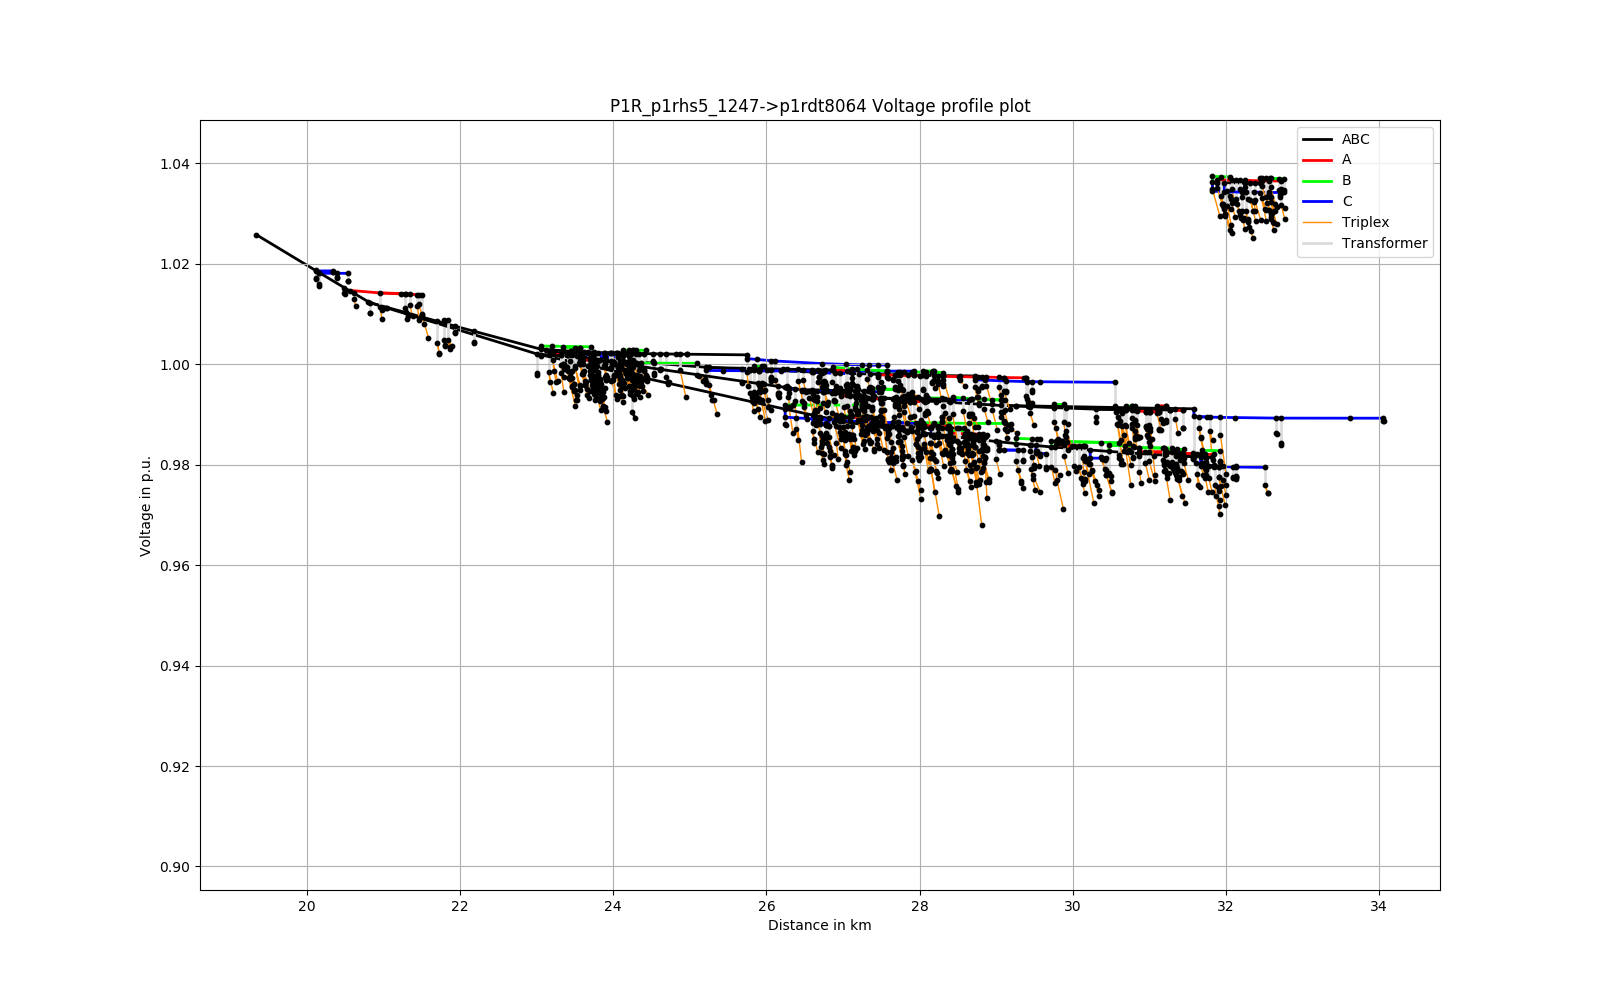 P1R_p1rhs5_1247->p1rdt8064 Voltage profile plot
ABC
A
B
C
Triplex
Transformer
1.04
1.02
1.00
0.98
0.96
0.94
0.92
0.90
Voltage in p.u.
20 22 24 26 28 30 32 34
Distance in km